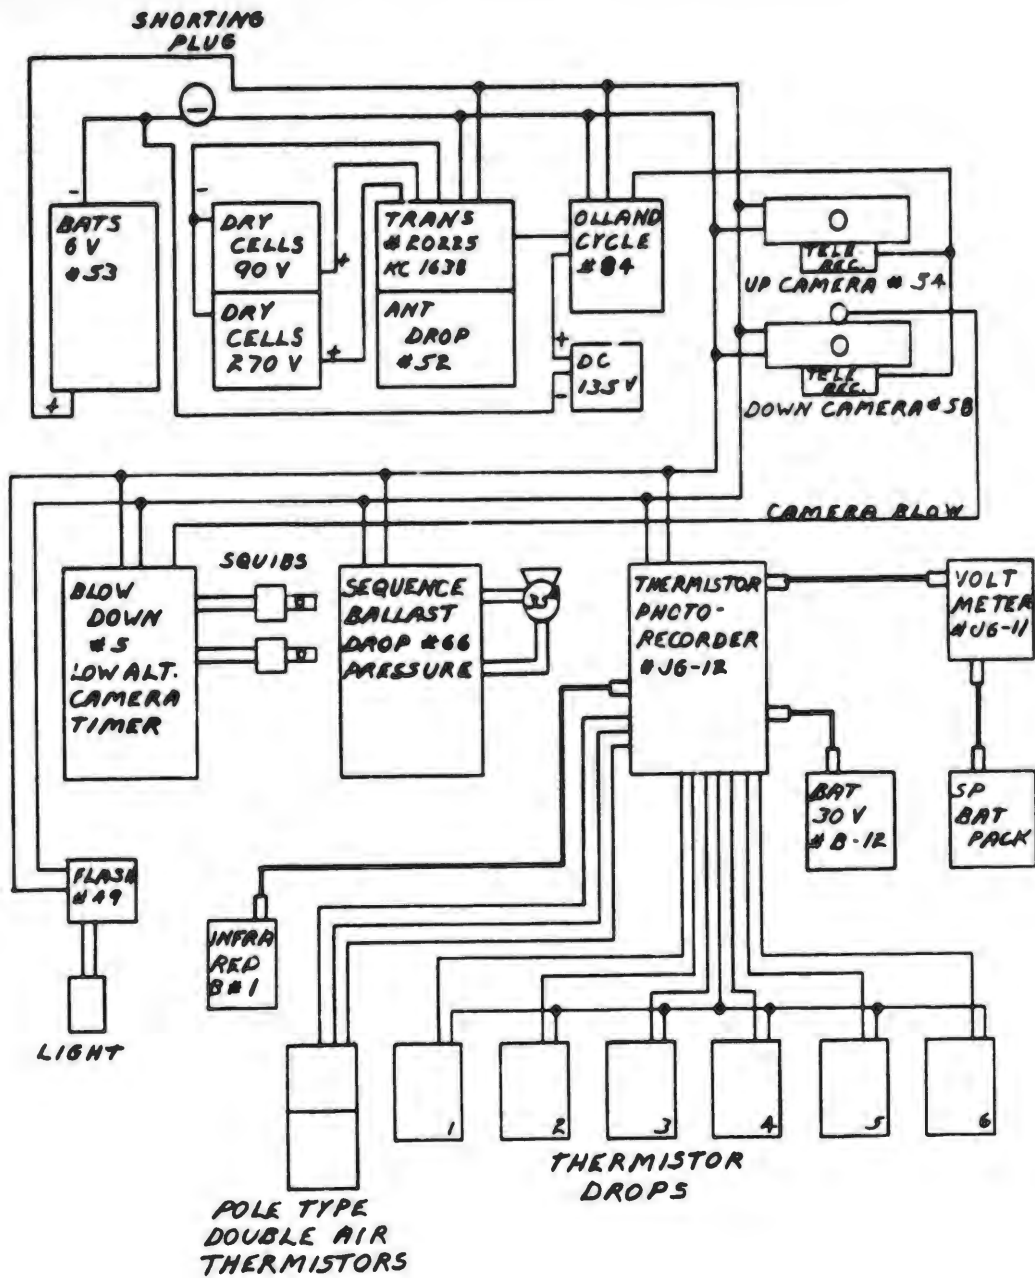 SHORTING
PLUG
-
-
BATS
6 V
#53
+
DRY
CELLS
90 V
+
DRY
CELLS
270 V
+
TRANS
#20225
KC 1638
ANT
DROP
#52
OLLAND
CYCLE
#84
+
DC
13.5 V
-
TELE
REC.
UP CAMERA #54
TELE
REC.
DOWN CAMERA #58
CAMERA BLOW
BLOW
DOWN
#5
LOW ALT.
CAMERA
TIMER
SQUIBS
SEQUENCE
BALLAST
DROP #66
PRESSURE
THERMISTOR
PHOTO-
RECORDER
#J6-12
VOLT
METER
#J6-11
BAT
30 V
#B-12
SP
BAT
PACK
FLASH
#49
LIGHT
INFRA
RED
B#1
1
2
3
4
5
6
THERMISTOR
DROPS
POLE TYPE
DOUBLE AIR
THERMISTORS